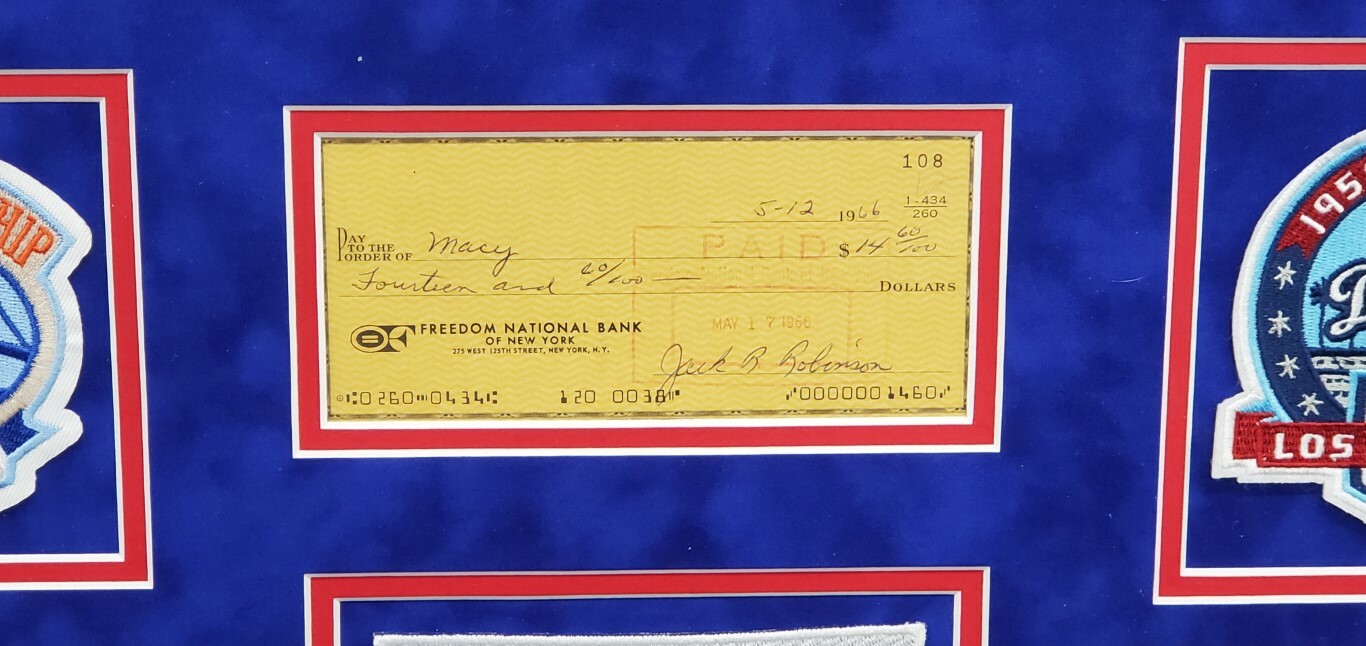 108
5-12 1966 1-434
260
PAY TO THE ORDER OF Macy $14 60/100
Fourteen and 60/100 — DOLLARS
PAID
MAY 17 1966
FREEDOM NATIONAL BANK
OF NEW YORK
275 WEST 125TH STREET, NEW YORK, N.Y.
Jack R Robinson
⑆0260⑉0434⑆ 120 0038⑈ ⑇0000001460⑇
HIP
195
D
LOS